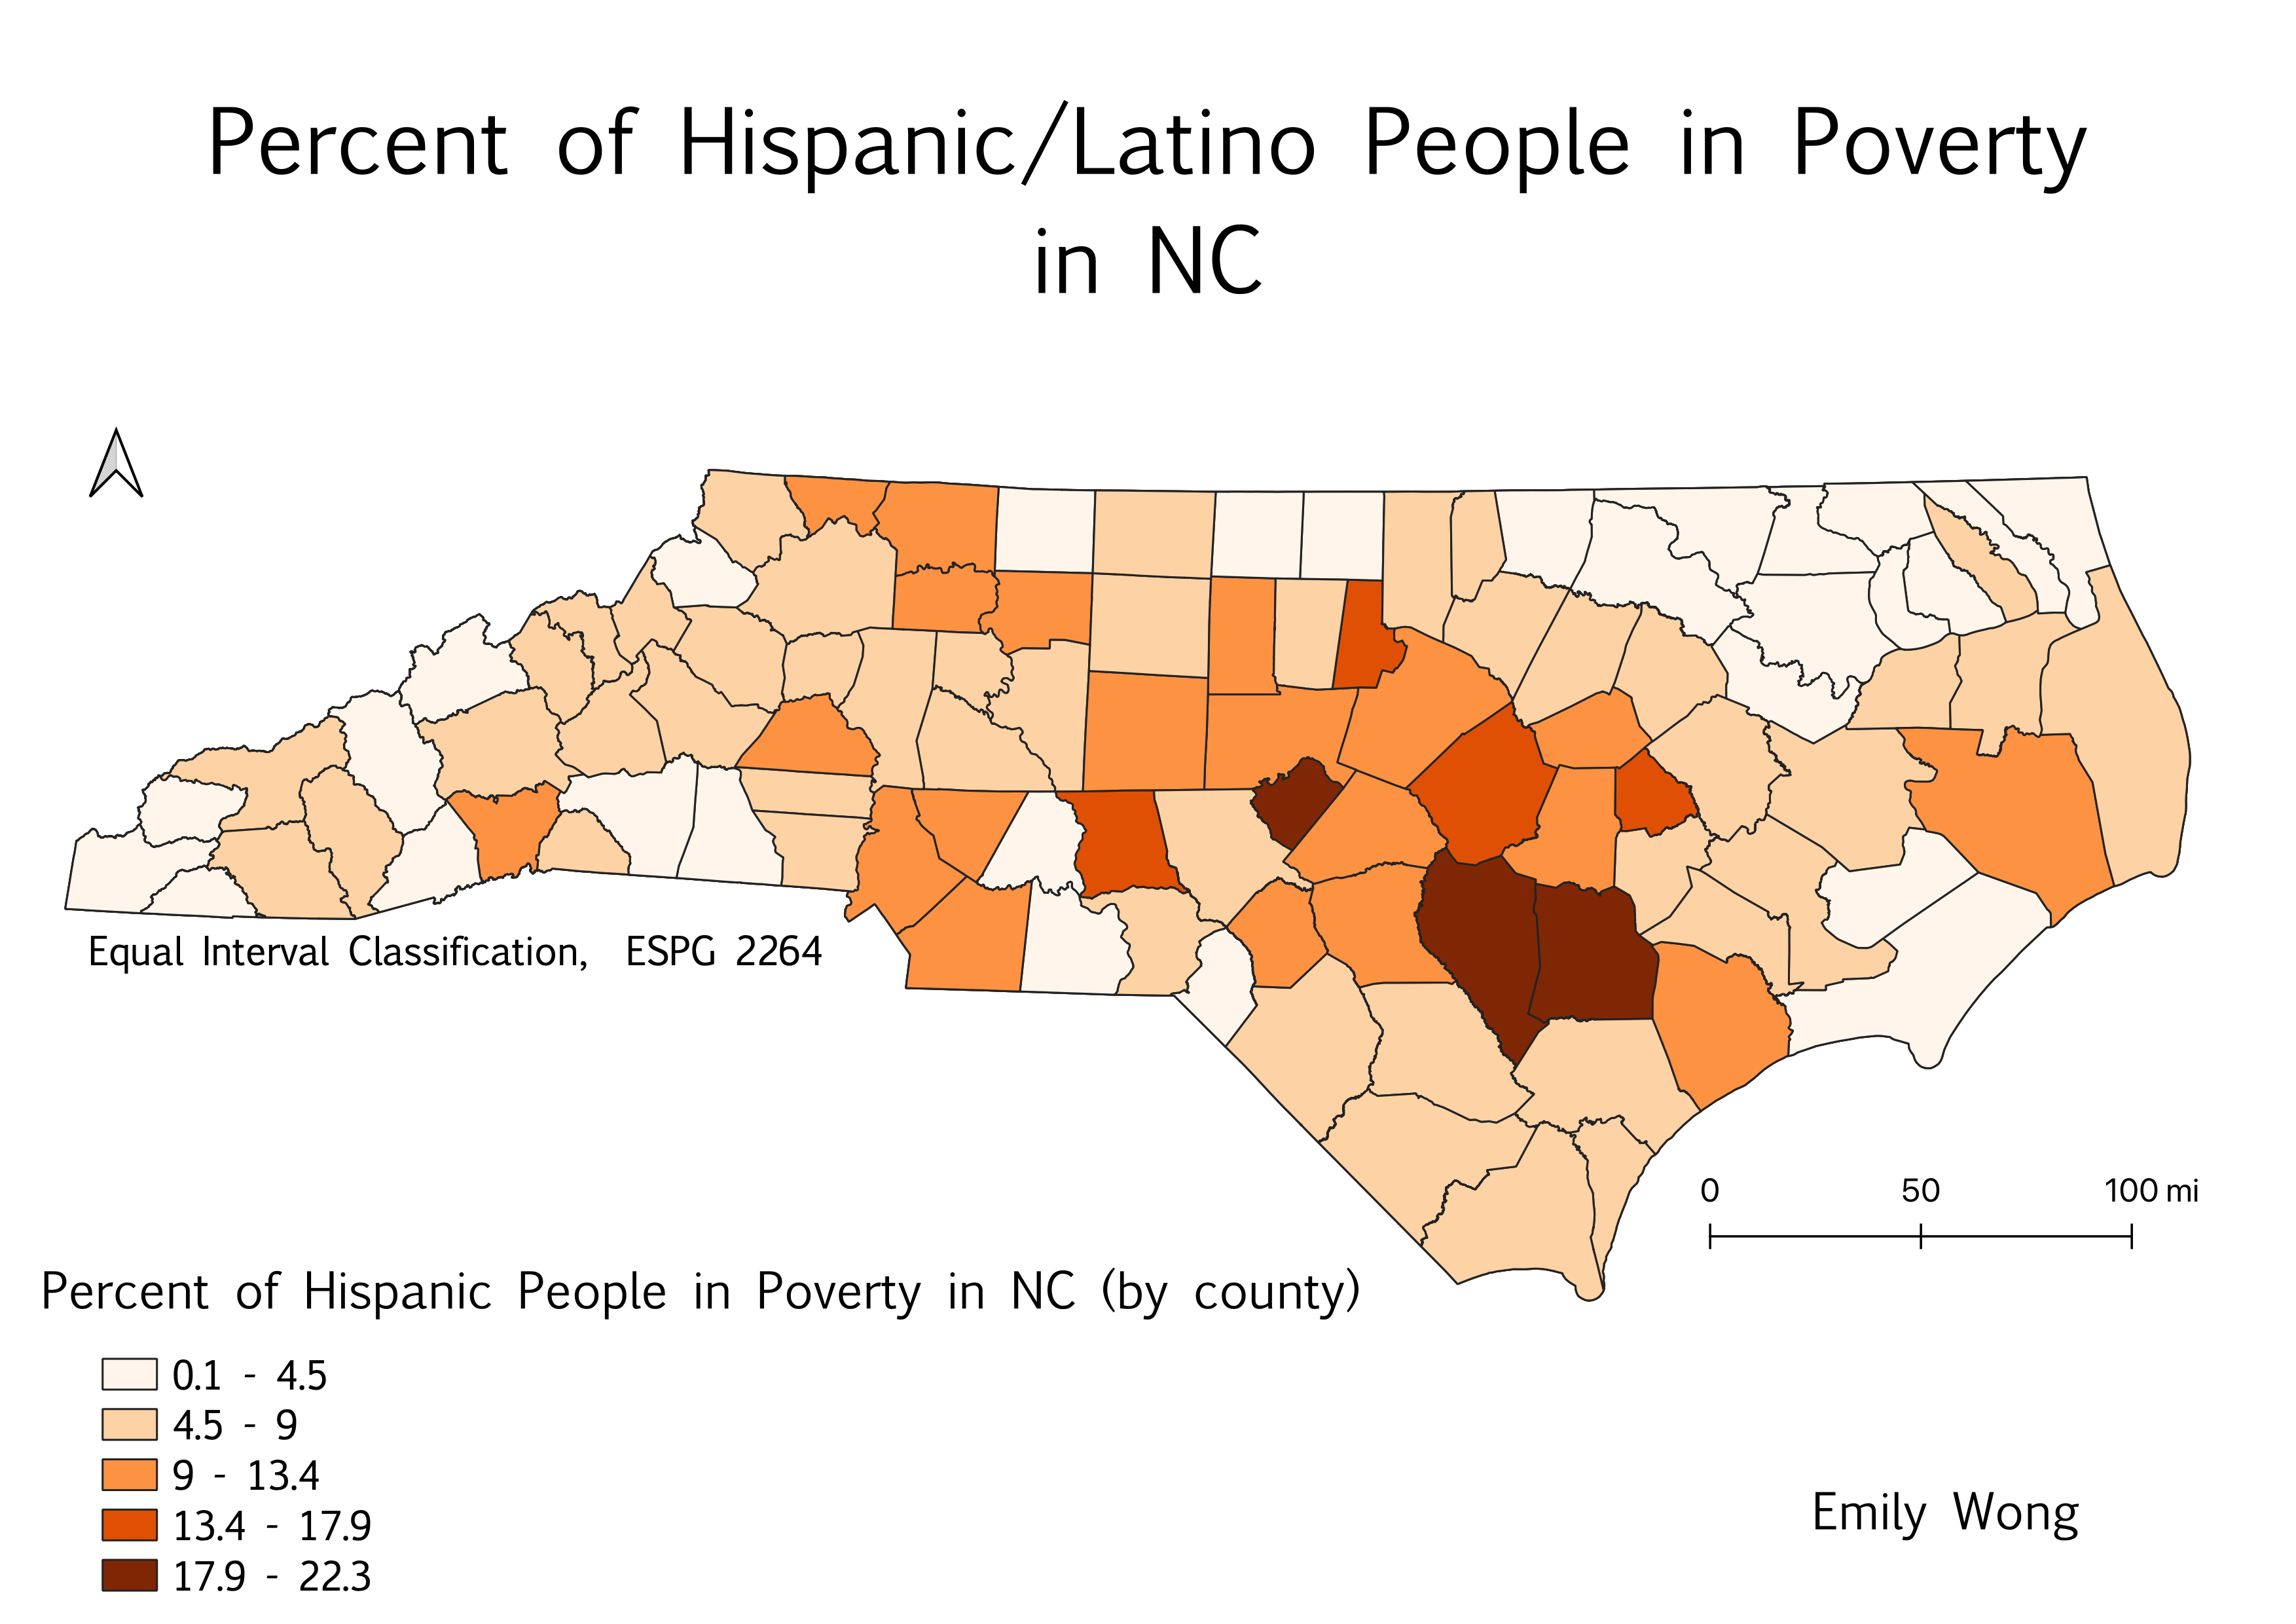 Percent of Hispanic/Latino People in Poverty
in NC
Equal Interval Classification, ESPG 2264
0 50 100 mi
Percent of Hispanic People in Poverty in NC (by county)
0.1 - 4.5
4.5 - 9
9 - 13.4
13.4 - 17.9
17.9 - 22.3
Emily Wong